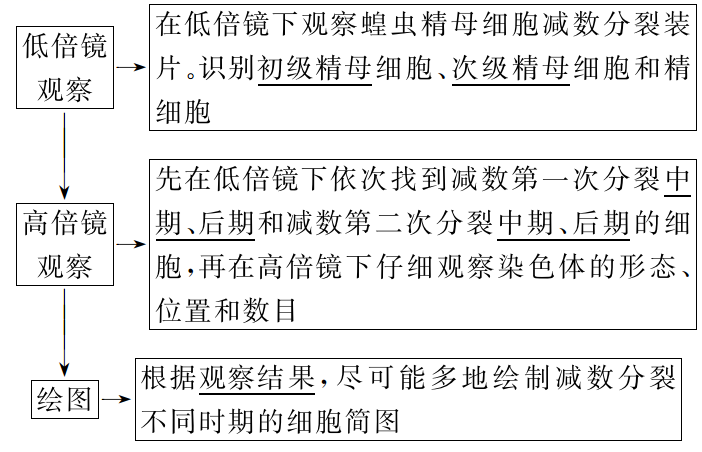 低倍镜
观察
在低倍镜下观察蝗虫精母细胞减数分裂装
片。识别初级精母细胞、次级精母细胞和精
细胞
高倍镜
观察
先在低倍镜下依次找到减数第一次分裂中
期、后期和减数第二次分裂中期、后期的细
胞,再在高倍镜下仔细观察染色体的形态、
位置和数目
绘图
根据观察结果,尽可能多地绘制减数分裂
不同时期的细胞简图